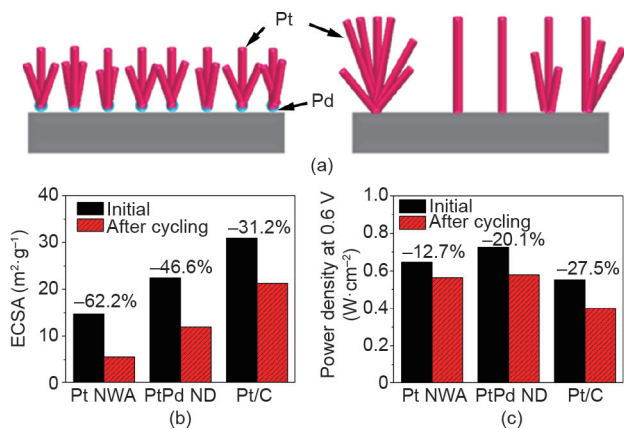 Pt
Pd
(a)
40
30
20
10
0
ECSA (m²·g⁻¹)
Initial
After cycling
−62.2%
−46.6%
−31.2%
Pt NWA PtPd ND Pt/C
(b)
1.0
0.8
0.6
0.4
0.2
0
Power density at 0.6 V
(W·cm⁻²)
Initial
After cycling
−12.7%
−20.1%
−27.5%
Pt NWA PtPd ND Pt/C
(c)